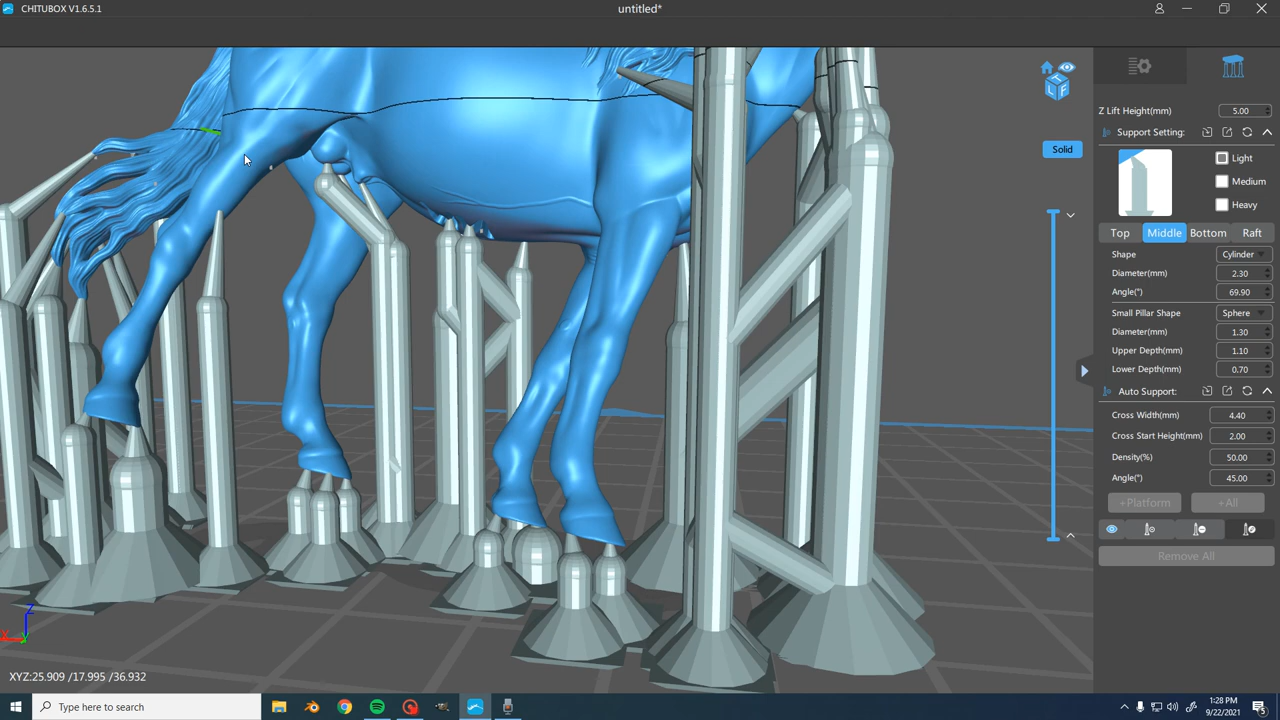 CHITUBOX V1.6.5.1
untitled*
T
L
F
Solid
Z Lift Height(mm) 5.00
Support Setting:
Light
Medium
Heavy
Top Middle Bottom Raft
Shape Cylinder
Diameter(mm) 2.30
Angle(°) 69.90
Small Pillar Shape Sphere
Diameter(mm) 1.30
Upper Depth(mm) 1.10
Lower Depth(mm) 0.70
Auto Support:
Cross Width(mm) 4.40
Cross Start Height(mm) 2.00
Density(%) 50.00
Angle(°) 45.00
+Platform +All
Remove All
Z
X
Y
XYZ:25.909 /17.995 /36.932
Type here to search
1:28 PM
9/22/2021
5